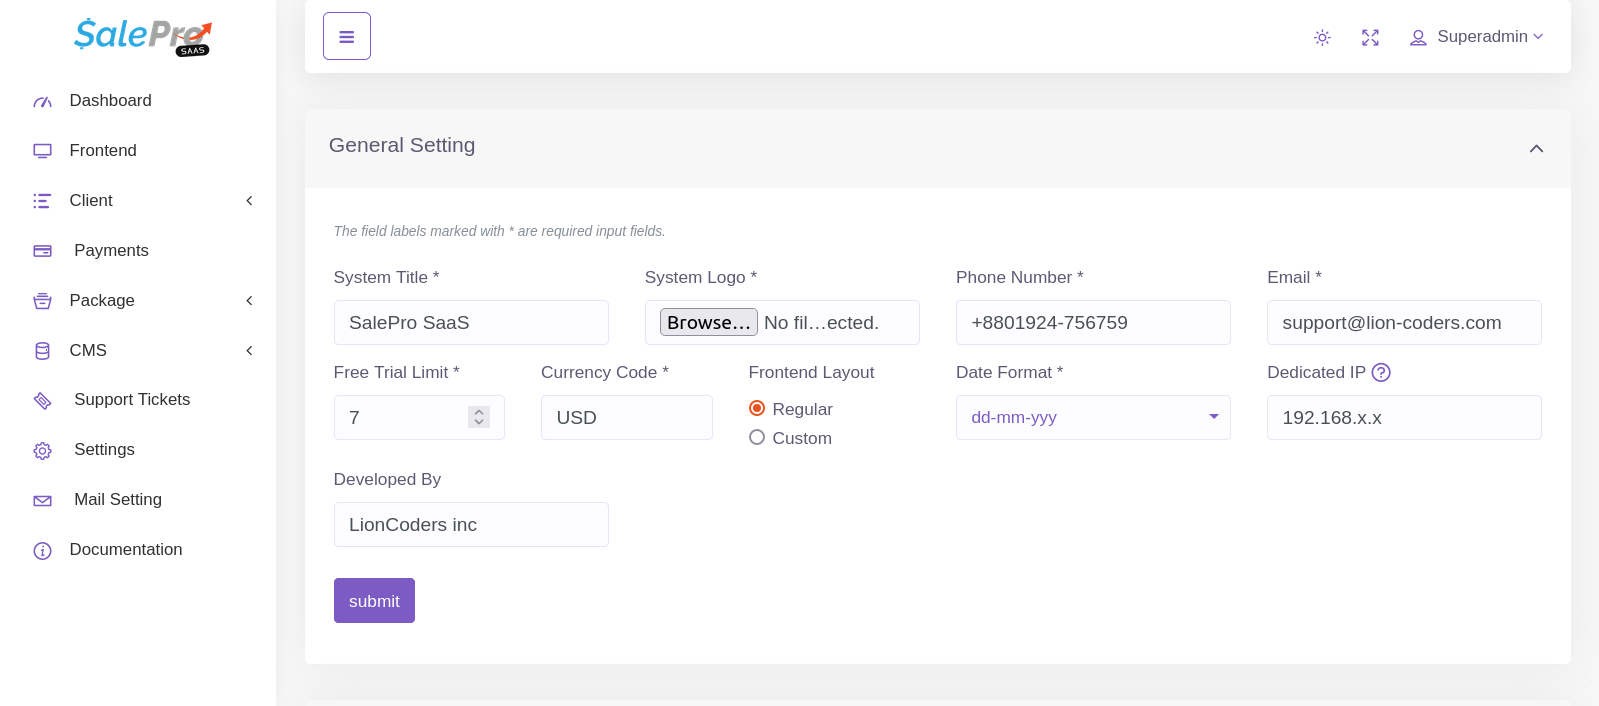 SalePro
SAAS
Superadmin
Dashboard
Frontend
Client
Payments
Package
CMS
Support Tickets
Settings
Mail Setting
Documentation
General Setting
The field labels marked with * are required input fields.
System Title * System Logo * Phone Number * Email *
SalePro SaaS Browse... No fil...ected. +8801924-756759 support@lion-coders.com
Free Trial Limit * Currency Code * Frontend Layout Date Format * Dedicated IP ?
7 USD Regular dd-mm-yyy 192.168.x.x
Custom
Developed By
LionCoders inc
submit